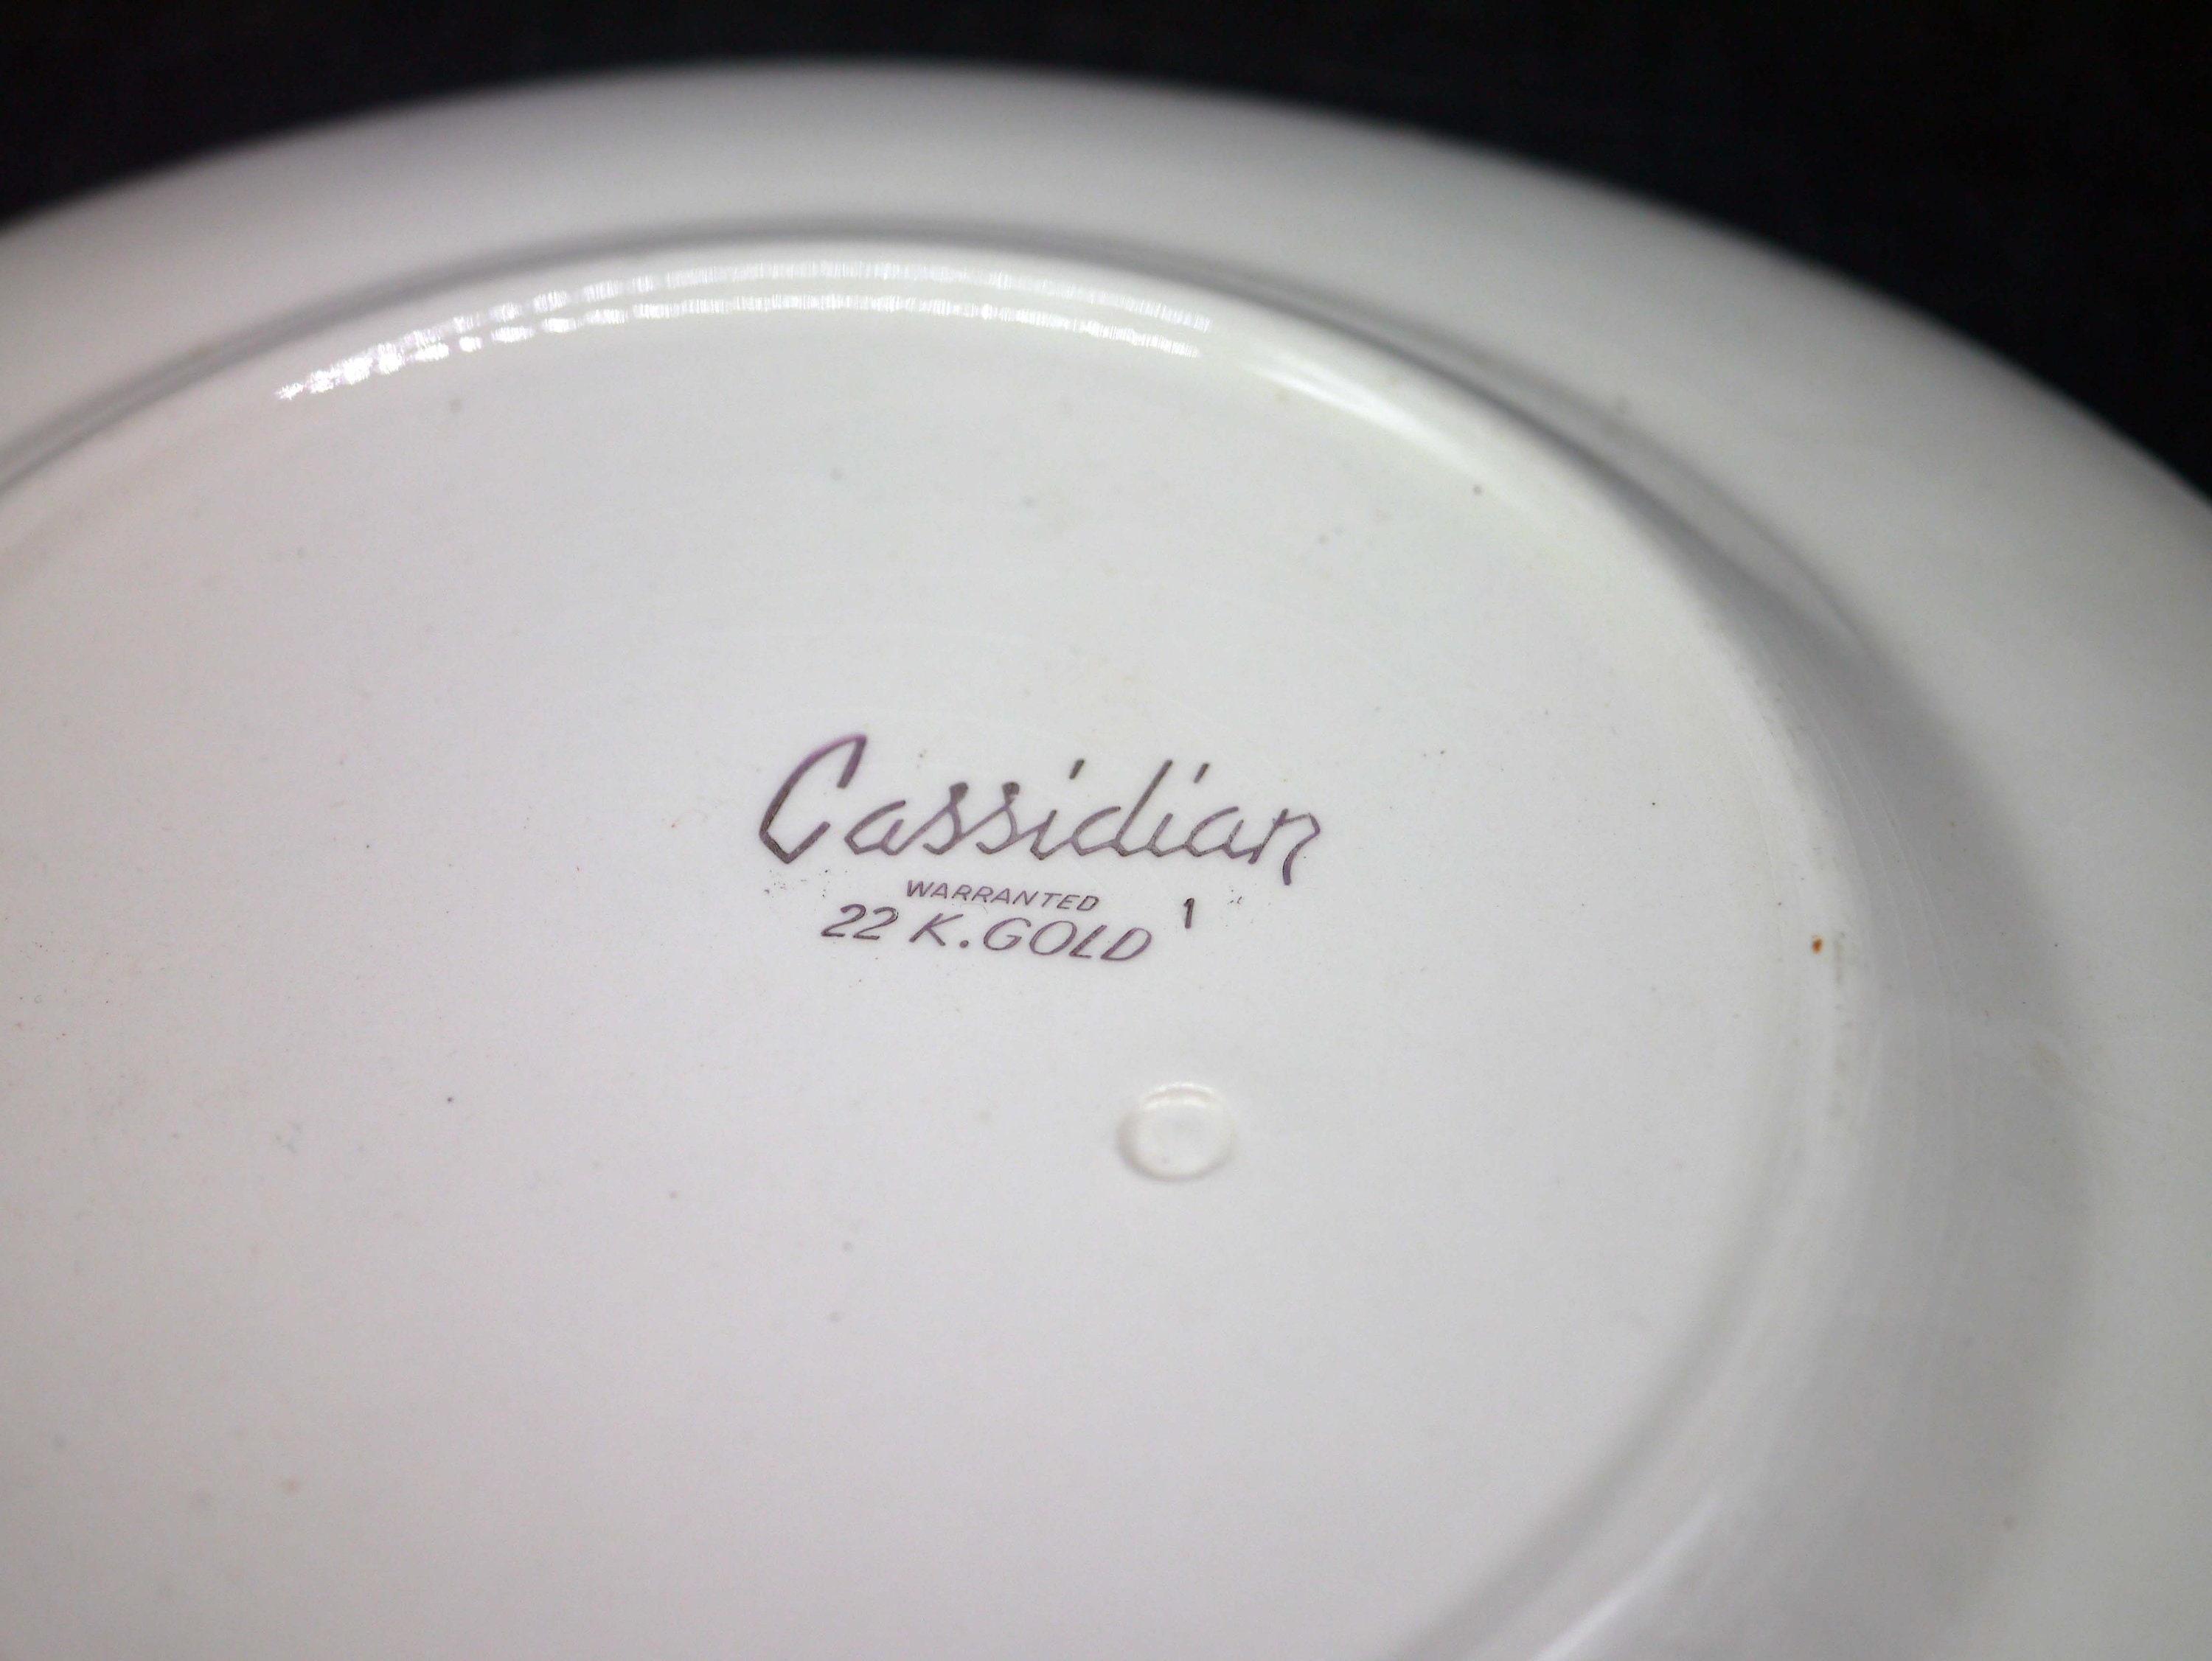 Cassidian
WARRANTED
22 K. GOLD 1